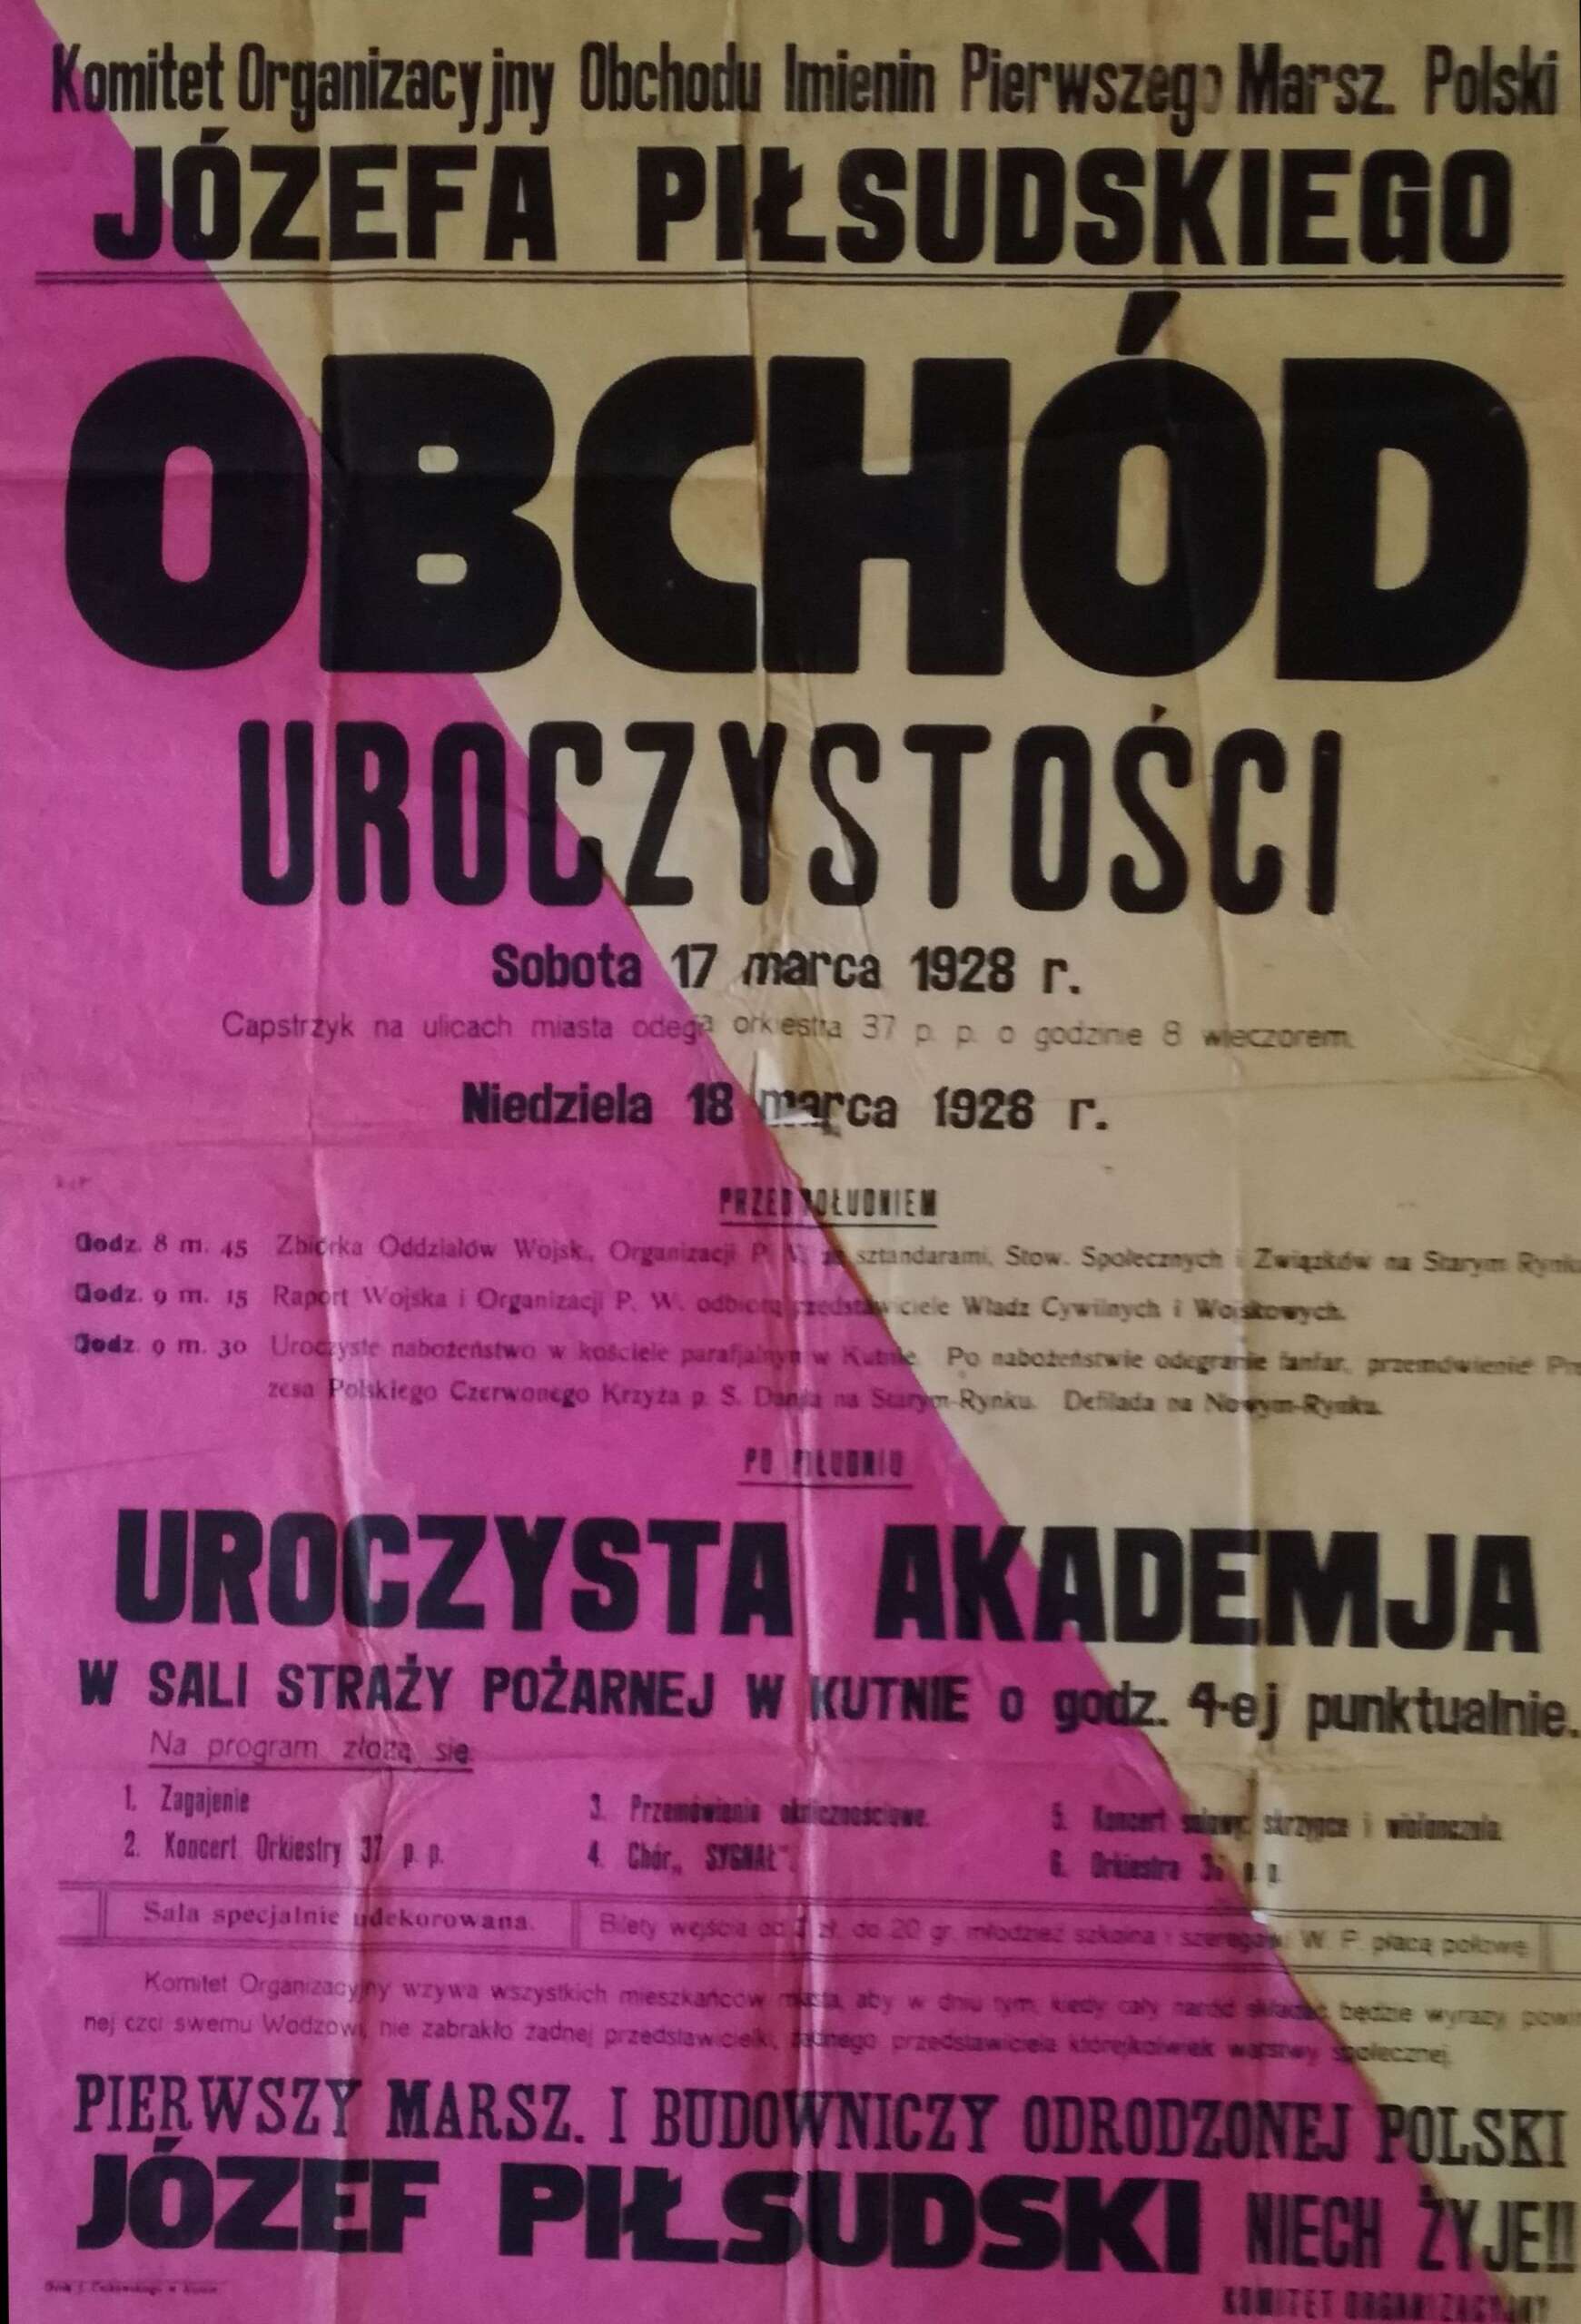 Komitet Organizacyjny Obchodu Imienin Pierwszego Marsz. Polski
JÓZEFA PIŁSUDSKIEGO
OBCHÓD
UROCZYSTOŚCI
Sobota 17 marca 1928 r.
Capstrzyk na ulicach miasta odegra orkiestra 37 p. p. o godzinie 8 wieczorem.
Niedziela 18 marca 1928 r.
PRZED POŁUDNIEM
Godz. 8 m. 45 Zbiórka Oddziałów Wojsk., Organizacji P. W. ze sztandarami, Stow. Społecznych i Związków na Starym Rynku
Godz. 9 m. 15 Raport Wojska i Organizacji P. W. odbiorą przedstawiciele Władz Cywilnych i Wojskowych.
Godz. 9 m. 30 Uroczyste nabożeństwo w kościele parafjalnym w Kutnie. Po nabożeństwie odegranie fanfar, przemówienie Pre-
zesa Polskiego Czerwonego Krzyża p. S. na Starym-Rynku. Defilada na Nowym-Rynku.
PO POŁUDNIU
UROCZYSTA AKADEMJA
W SALI STRAŻY POŻARNEJ W KUTNIE o godz. 4-ej punktualnie.
Na program złożą się:
1. Zagajenie
2. Koncert Orkiestry 37 p. p.
3. Przemówienie okolicznościowe.
4. Chór „SYGNAŁ".
5. Koncert solowy: skrzypce i wiolonczela
6. Orkiestra p. p.
Sala specjalnie udekorowana.
Bilety wejścia od zł. do 20 gr. młodzież szkolna i szeregowi W. P. płacą połowę
Komitet Organizacyjny wzywa wszystkich mieszkańców miasta, aby w dniu tym, kiedy cały naród składać będzie wyrazy powin-
nej czci swemu Wodzowi, nie zabrakło żadnej przedstawicielki, żadnego przedstawiciela którejkolwiek warstwy społecznej.
PIERWSZY MARSZ. I BUDOWNICZY ODRODZONEJ POLSKI
JÓZEF PIŁSUDSKI NIECH ŻYJE!!
KOMITET ORGANIZACYJNY